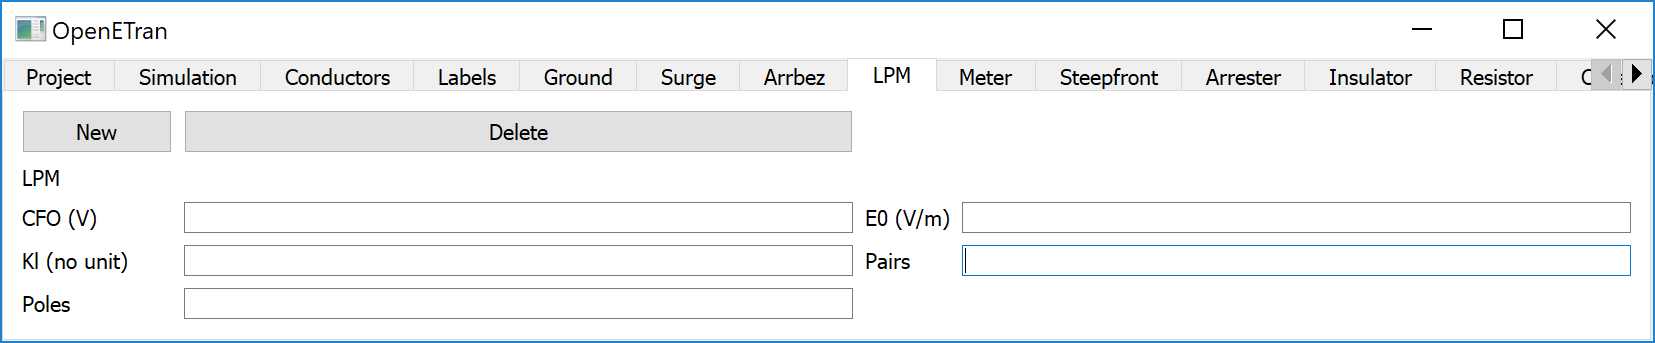 OpenETran
Project Simulation Conductors Labels Ground Surge Arrbez LPM Meter Steepfront Arrester Insulator Resistor
New Delete
LPM
CFO (V) E0 (V/m)
Kl (no unit) Pairs
Poles